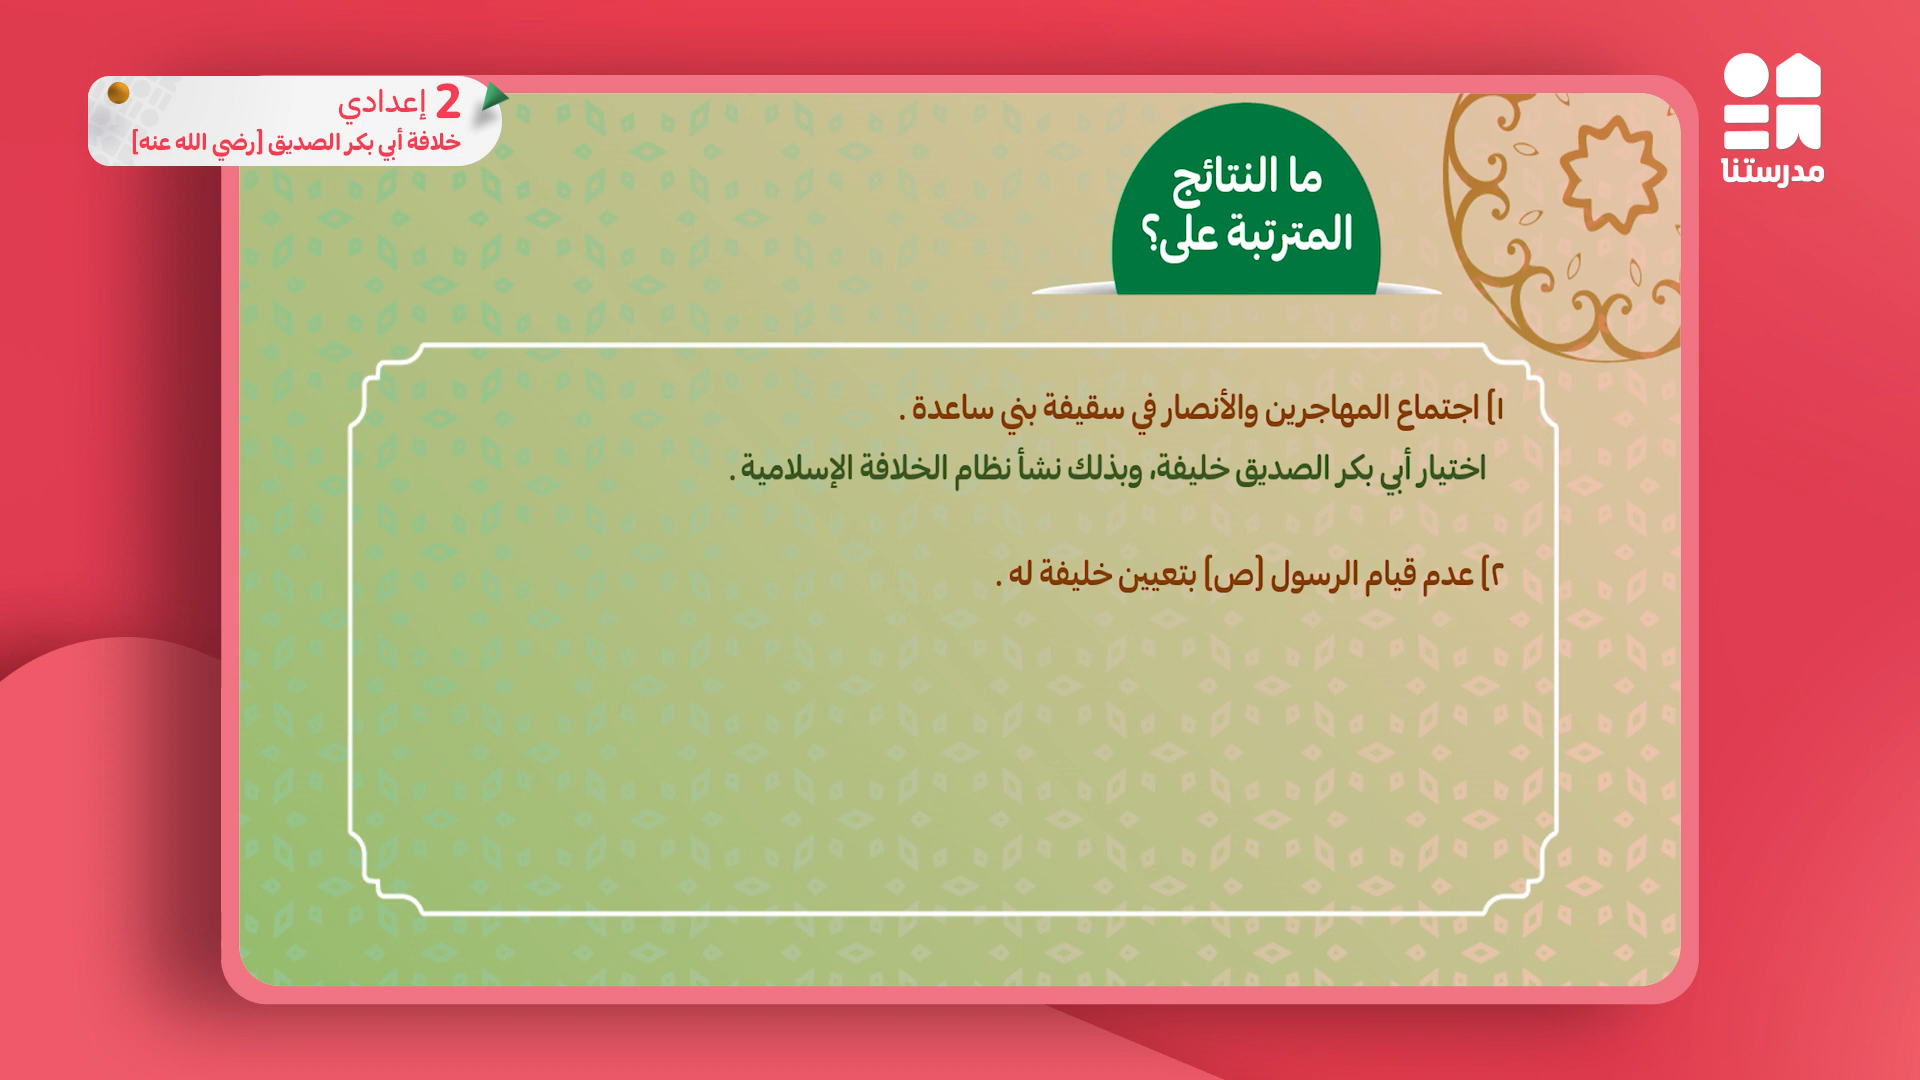 2 إعدادي
خلافة أبي بكر الصديق [رضي الله عنه]
مدرستنا
ما النتائج
المترتبة على؟
١) اجتماع المهاجرين والأنصار في سقيفة بني ساعدة .
اختيار أبي بكر الصديق خليفة، وبذلك نشأ نظام الخلافة الإسلامية .
٢) عدم قيام الرسول (ص) بتعيين خليفة له .